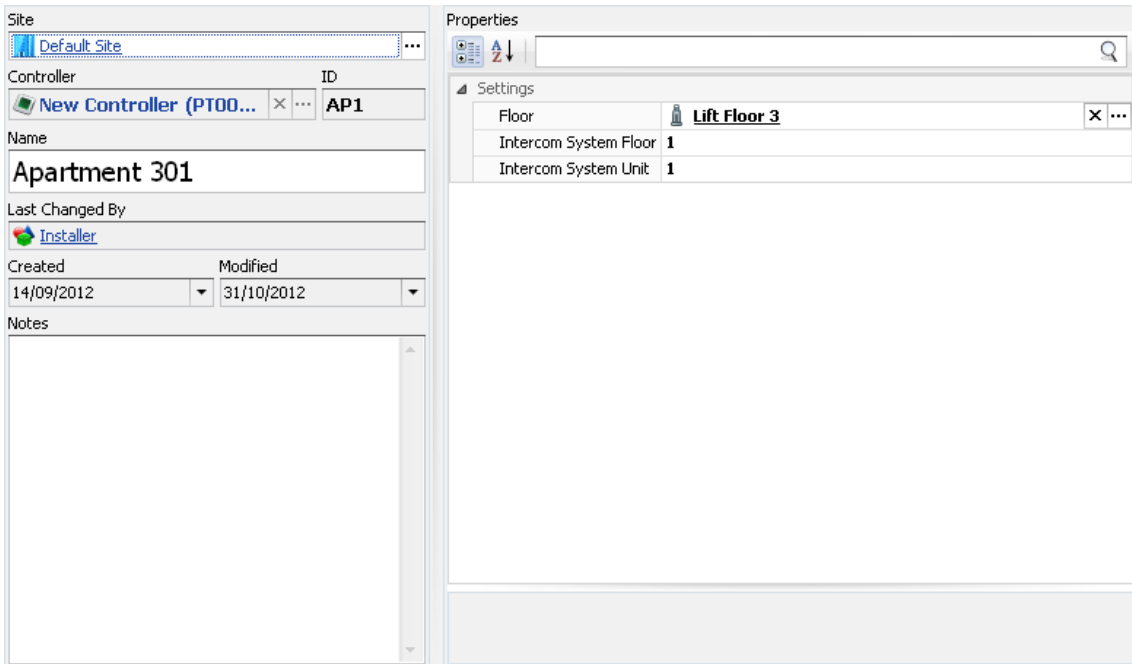 Site
Default Site
Controller ID
New Controller (PT00... AP1
Name
Apartment 301
Last Changed By
Installer
Created Modified
14/09/2012 31/10/2012
Notes
Properties
A Z
Settings
Floor Lift Floor 3
Intercom System Floor 1
Intercom System Unit 1